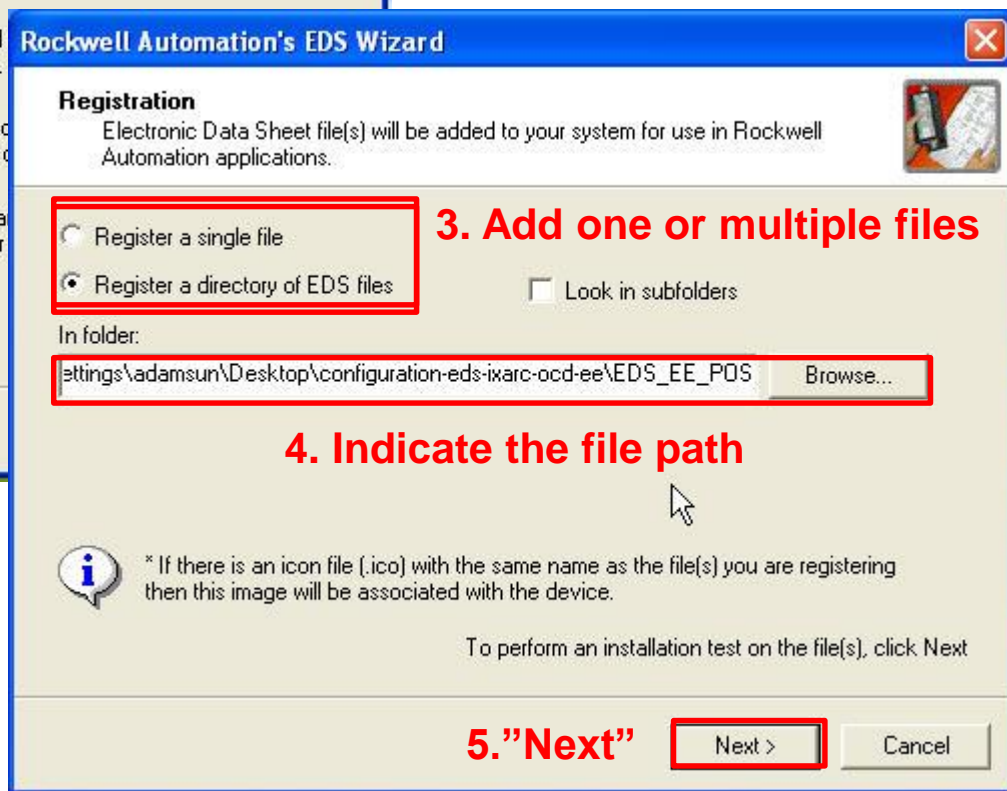 Rockwell Automation's EDS Wizard
Registration
Electronic Data Sheet file(s) will be added to your system for use in Rockwell
Automation applications.
3. Add one or multiple files
Register a single file
Register a directory of EDS files
Look in subfolders
In folder:
ettings\adamsun\Desktop\configuration-eds-ixarc-ocd-ee\EDS_EE_POS
Browse...
4. Indicate the file path
* If there is an icon file (.ico) with the same name as the file(s) you are registering
then this image will be associated with the device.
To perform an installation test on the file(s), click Next
5.”Next”
Next >
Cancel